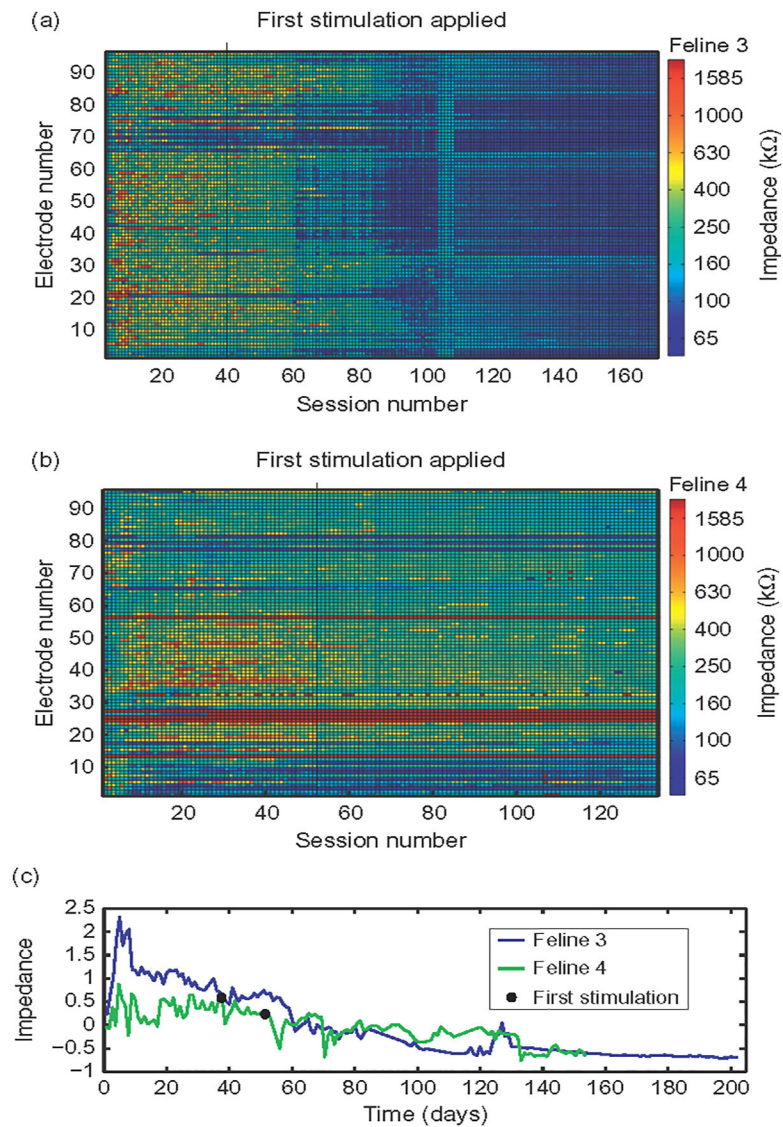 (a)
First stimulation applied
Feline 3
90
80
70
60
50
40
30
20
10
Electrode number
1585
1000
630
400
250
160
100
65
Impedance (kΩ)
20 40 60 80 100 120 140 160
Session number
(b)
First stimulation applied
Feline 4
90
80
70
60
50
40
30
20
10
Electrode number
1585
1000
630
400
250
160
100
65
Impedance (kΩ)
20 40 60 80 100 120
Session number
(c)
2.5
2
1.5
1
0.5
0
−0.5
−1
Impedance
Feline 3
Feline 4
First stimulation
0 20 40 60 80 100 120 140 160 180 200
Time (days)